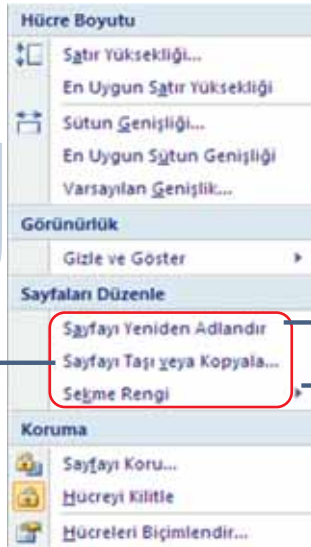 Hücre Boyutu
Satır Yüksekliği...
En Uygun Satır Yüksekliği
Sütun Genişliği...
En Uygun Sütun Genişliği
Varsayılan Genişlik...
Görünürlük
Gizle ve Göster
Sayfaları Düzenle
Sayfayı Yeniden Adlandır
Sayfayı Taşı veya Kopyala...
Sekme Rengi
Koruma
Sayfayı Koru...
Hücreyi Kilitle
Hücreleri Biçimlendir...